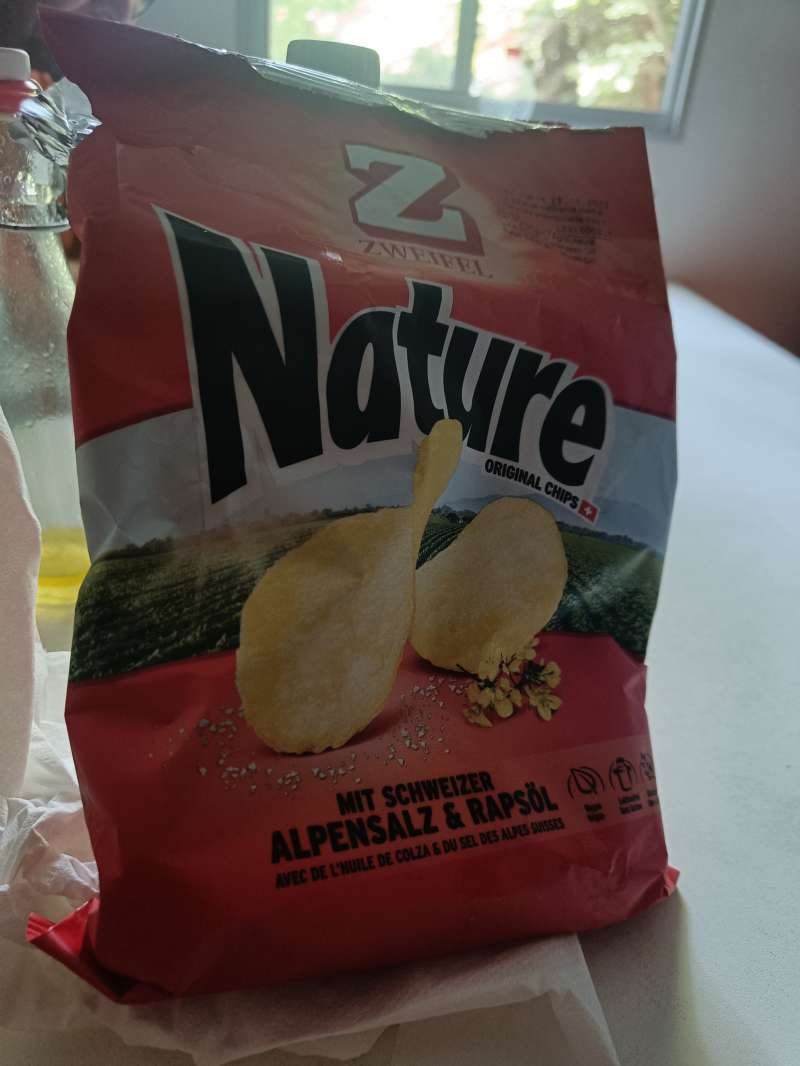 Z
ZWEIFEL
Nature
ORIGINAL CHIPS
MIT SCHWEIZER
ALPENSALZ & RAPSÖL
AVEC DE L'HUILE DE COLZA & DU SEL DES ALPES SUISSES